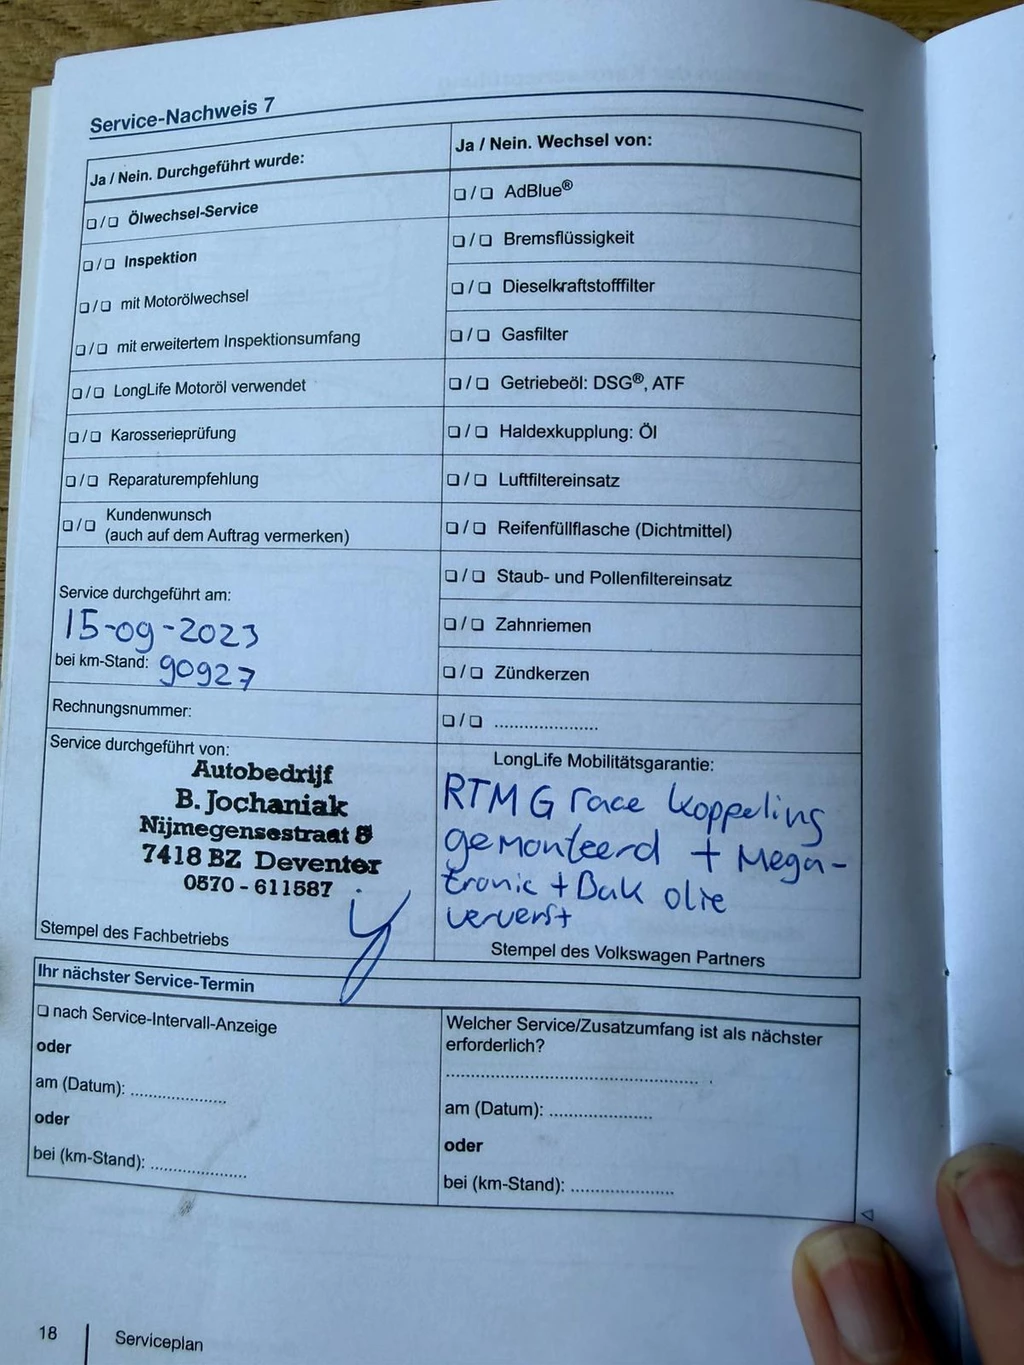 Service-Nachweis 7
Ja / Nein. Durchgeführt wurde:
❏/❏ Ölwechsel-Service
❏/❏ Inspektion
❏/❏ mit Motorölwechsel
❏/❏ mit erweitertem Inspektionsumfang
❏/❏ LongLife Motoröl verwendet
❏/❏ Karosserieprüfung
❏/❏ Reparaturempfehlung
❏/❏ Kundenwunsch
(auch auf dem Auftrag vermerken)
Service durchgeführt am:
15-09-2023
bei km-Stand: 90927
Rechnungsnummer:
Service durchgeführt von:
Autobedrijf
B. Jochaniak
Nijmegensestraat 8
7418 BZ Deventer
0570 - 611587
Stempel des Fachbetriebs
Ja / Nein. Wechsel von:
❏/❏ AdBlue®
❏/❏ Bremsflüssigkeit
❏/❏ Dieselkraftstofffilter
❏/❏ Gasfilter
❏/❏ Getriebeöl: DSG®, ATF
❏/❏ Haldexkupplung: Öl
❏/❏ Luftfiltereinsatz
❏/❏ Reifenfüllflasche (Dichtmittel)
❏/❏ Staub- und Pollenfiltereinsatz
❏/❏ Zahnriemen
❏/❏ Zündkerzen
❏/❏ ....................
LongLife Mobilitätsgarantie:
RTMG race koppeling
gemonteerd + Mega-
tronic + Bak olie
ververst
Stempel des Volkswagen Partners
Ihr nächster Service-Termin
❏ nach Service-Intervall-Anzeige
oder
am (Datum): ....................
oder
bei (km-Stand): ....................
Welcher Service/Zusatzumfang ist als nächster
erforderlich?
..................................................
am (Datum): ....................
oder
bei (km-Stand): ....................
18
Serviceplan